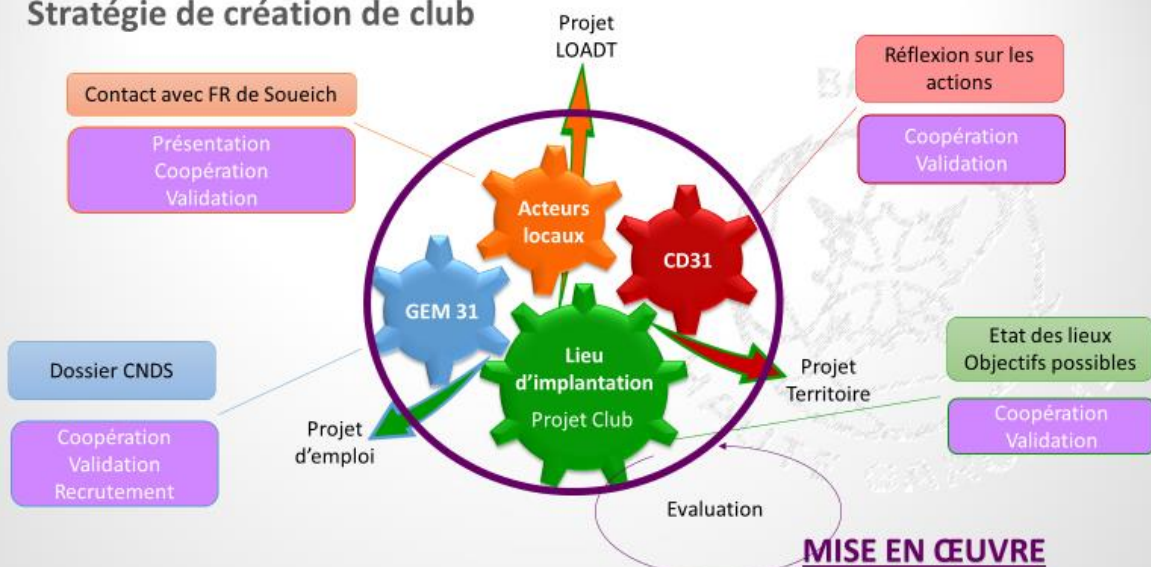 Stratégie de création de club
Projet
LOADT
Contact avec FR de Soueich
Présentation
Coopération
Validation
Réflexion sur les
actions
Coopération
Validation
Acteurs
locaux
CD31
GEM 31
Lieu
d'implantation
Projet Club
Dossier CNDS
Coopération
Validation
Recrutement
Projet
d'emploi
Projet
Territoire
Etat des lieux
Objectifs possibles
Coopération
Validation
Evaluation
MISE EN ŒUVRE